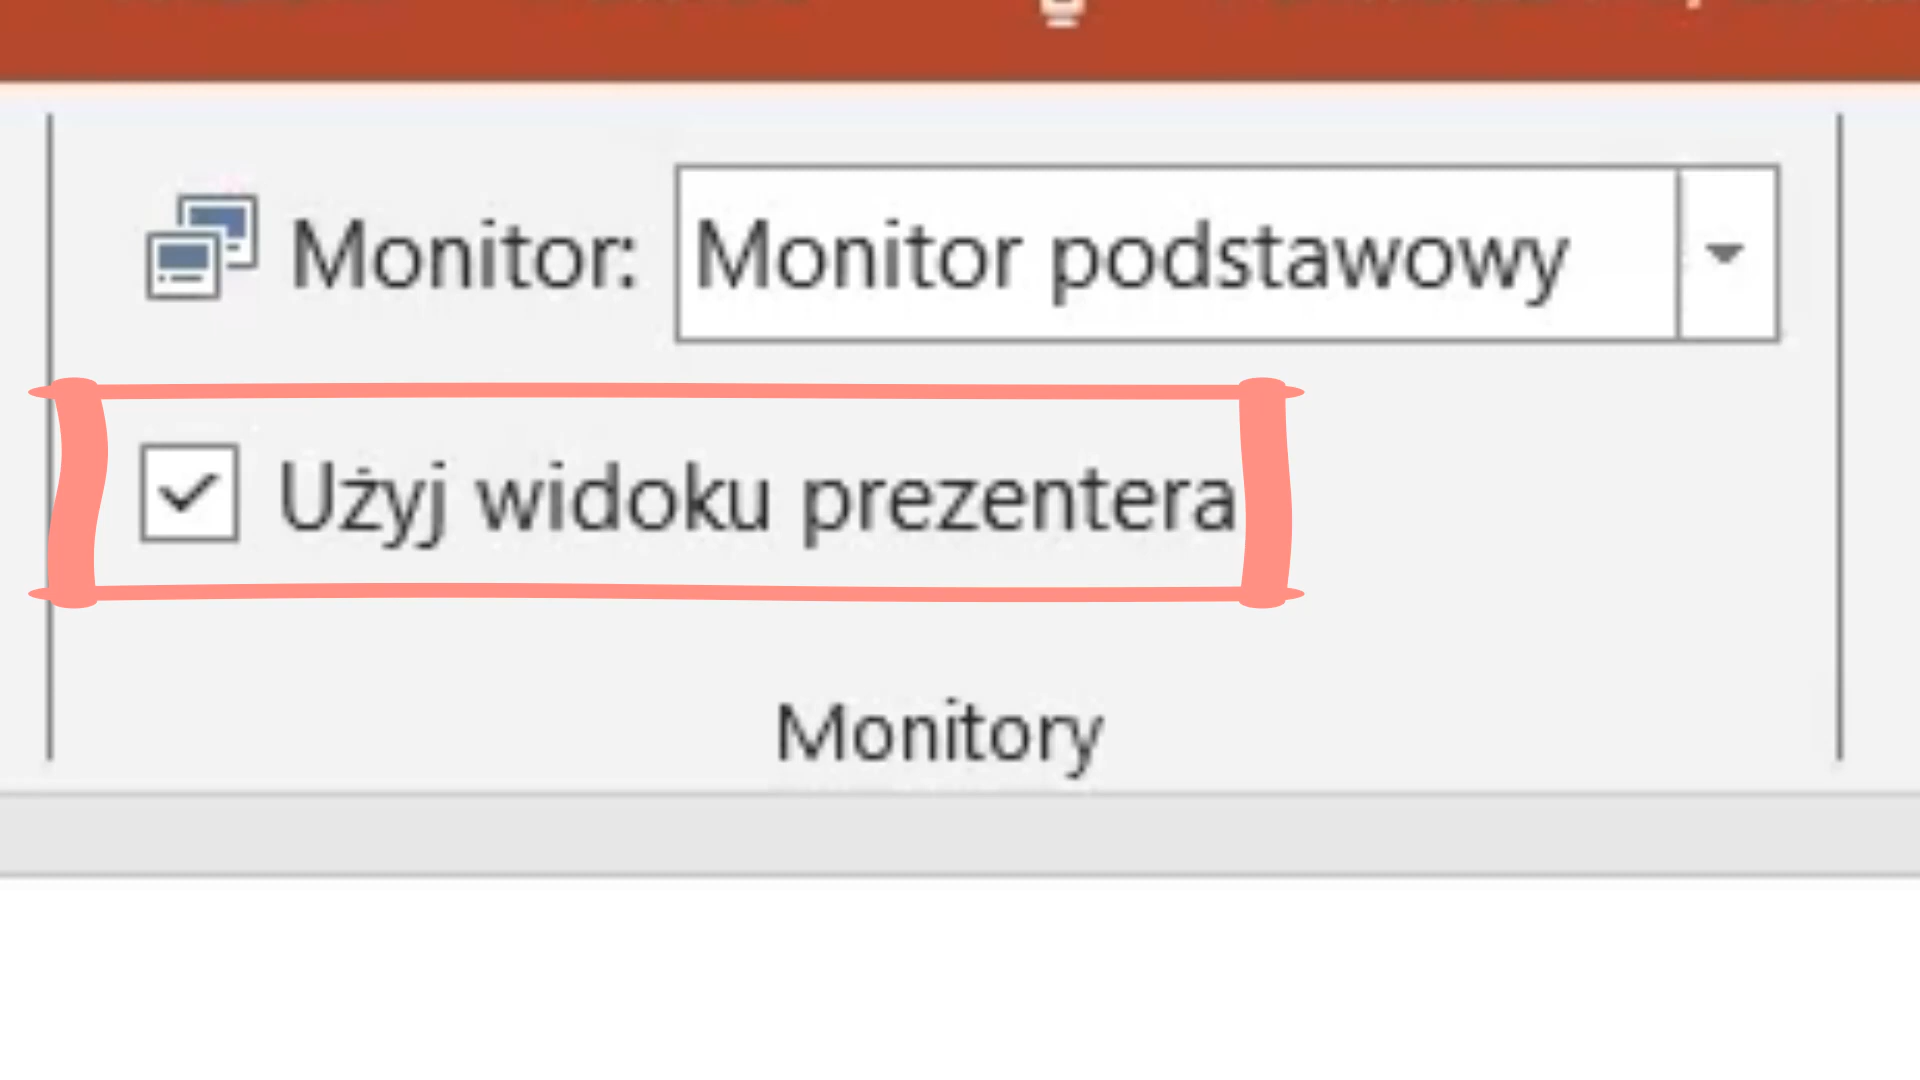 Monitor: Monitor podstawowy
Użyj widoku prezentera
Monitory